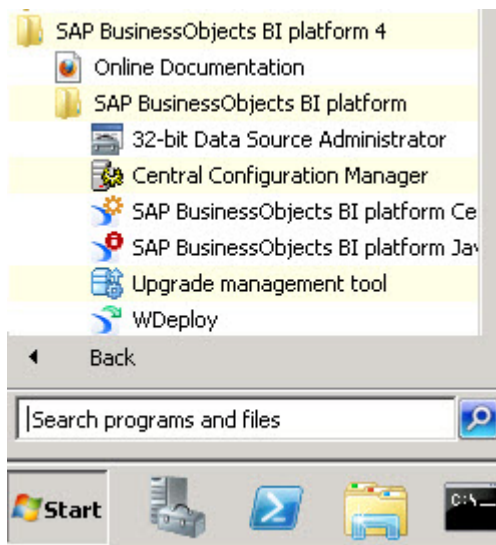 SAP BusinessObjects BI platform 4
Online Documentation
SAP BusinessObjects BI platform
32-bit Data Source Administrator
Central Configuration Manager
SAP BusinessObjects BI platform Ce
SAP BusinessObjects BI platform Jav
Upgrade management tool
WDeploy
Back
Search programs and files
Start
C:\_